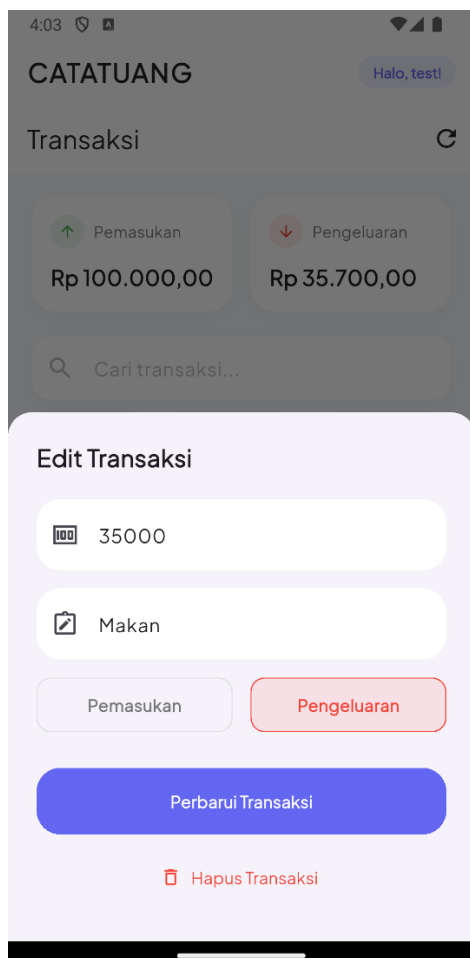 4:03
CATATUANG
Halo, test!
Transaksi
Pemasukan
Pengeluaran
Rp 100.000,00
Rp 35.700,00
Cari transaksi...
Edit Transaksi
35000
Makan
Pemasukan
Pengeluaran
Perbarui Transaksi
Hapus Transaksi